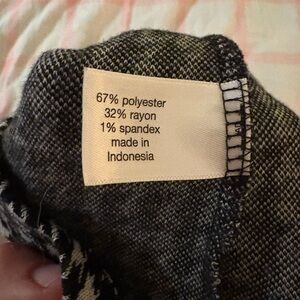 67% polyester
32% rayon
1% spandex
made in
Indonesia